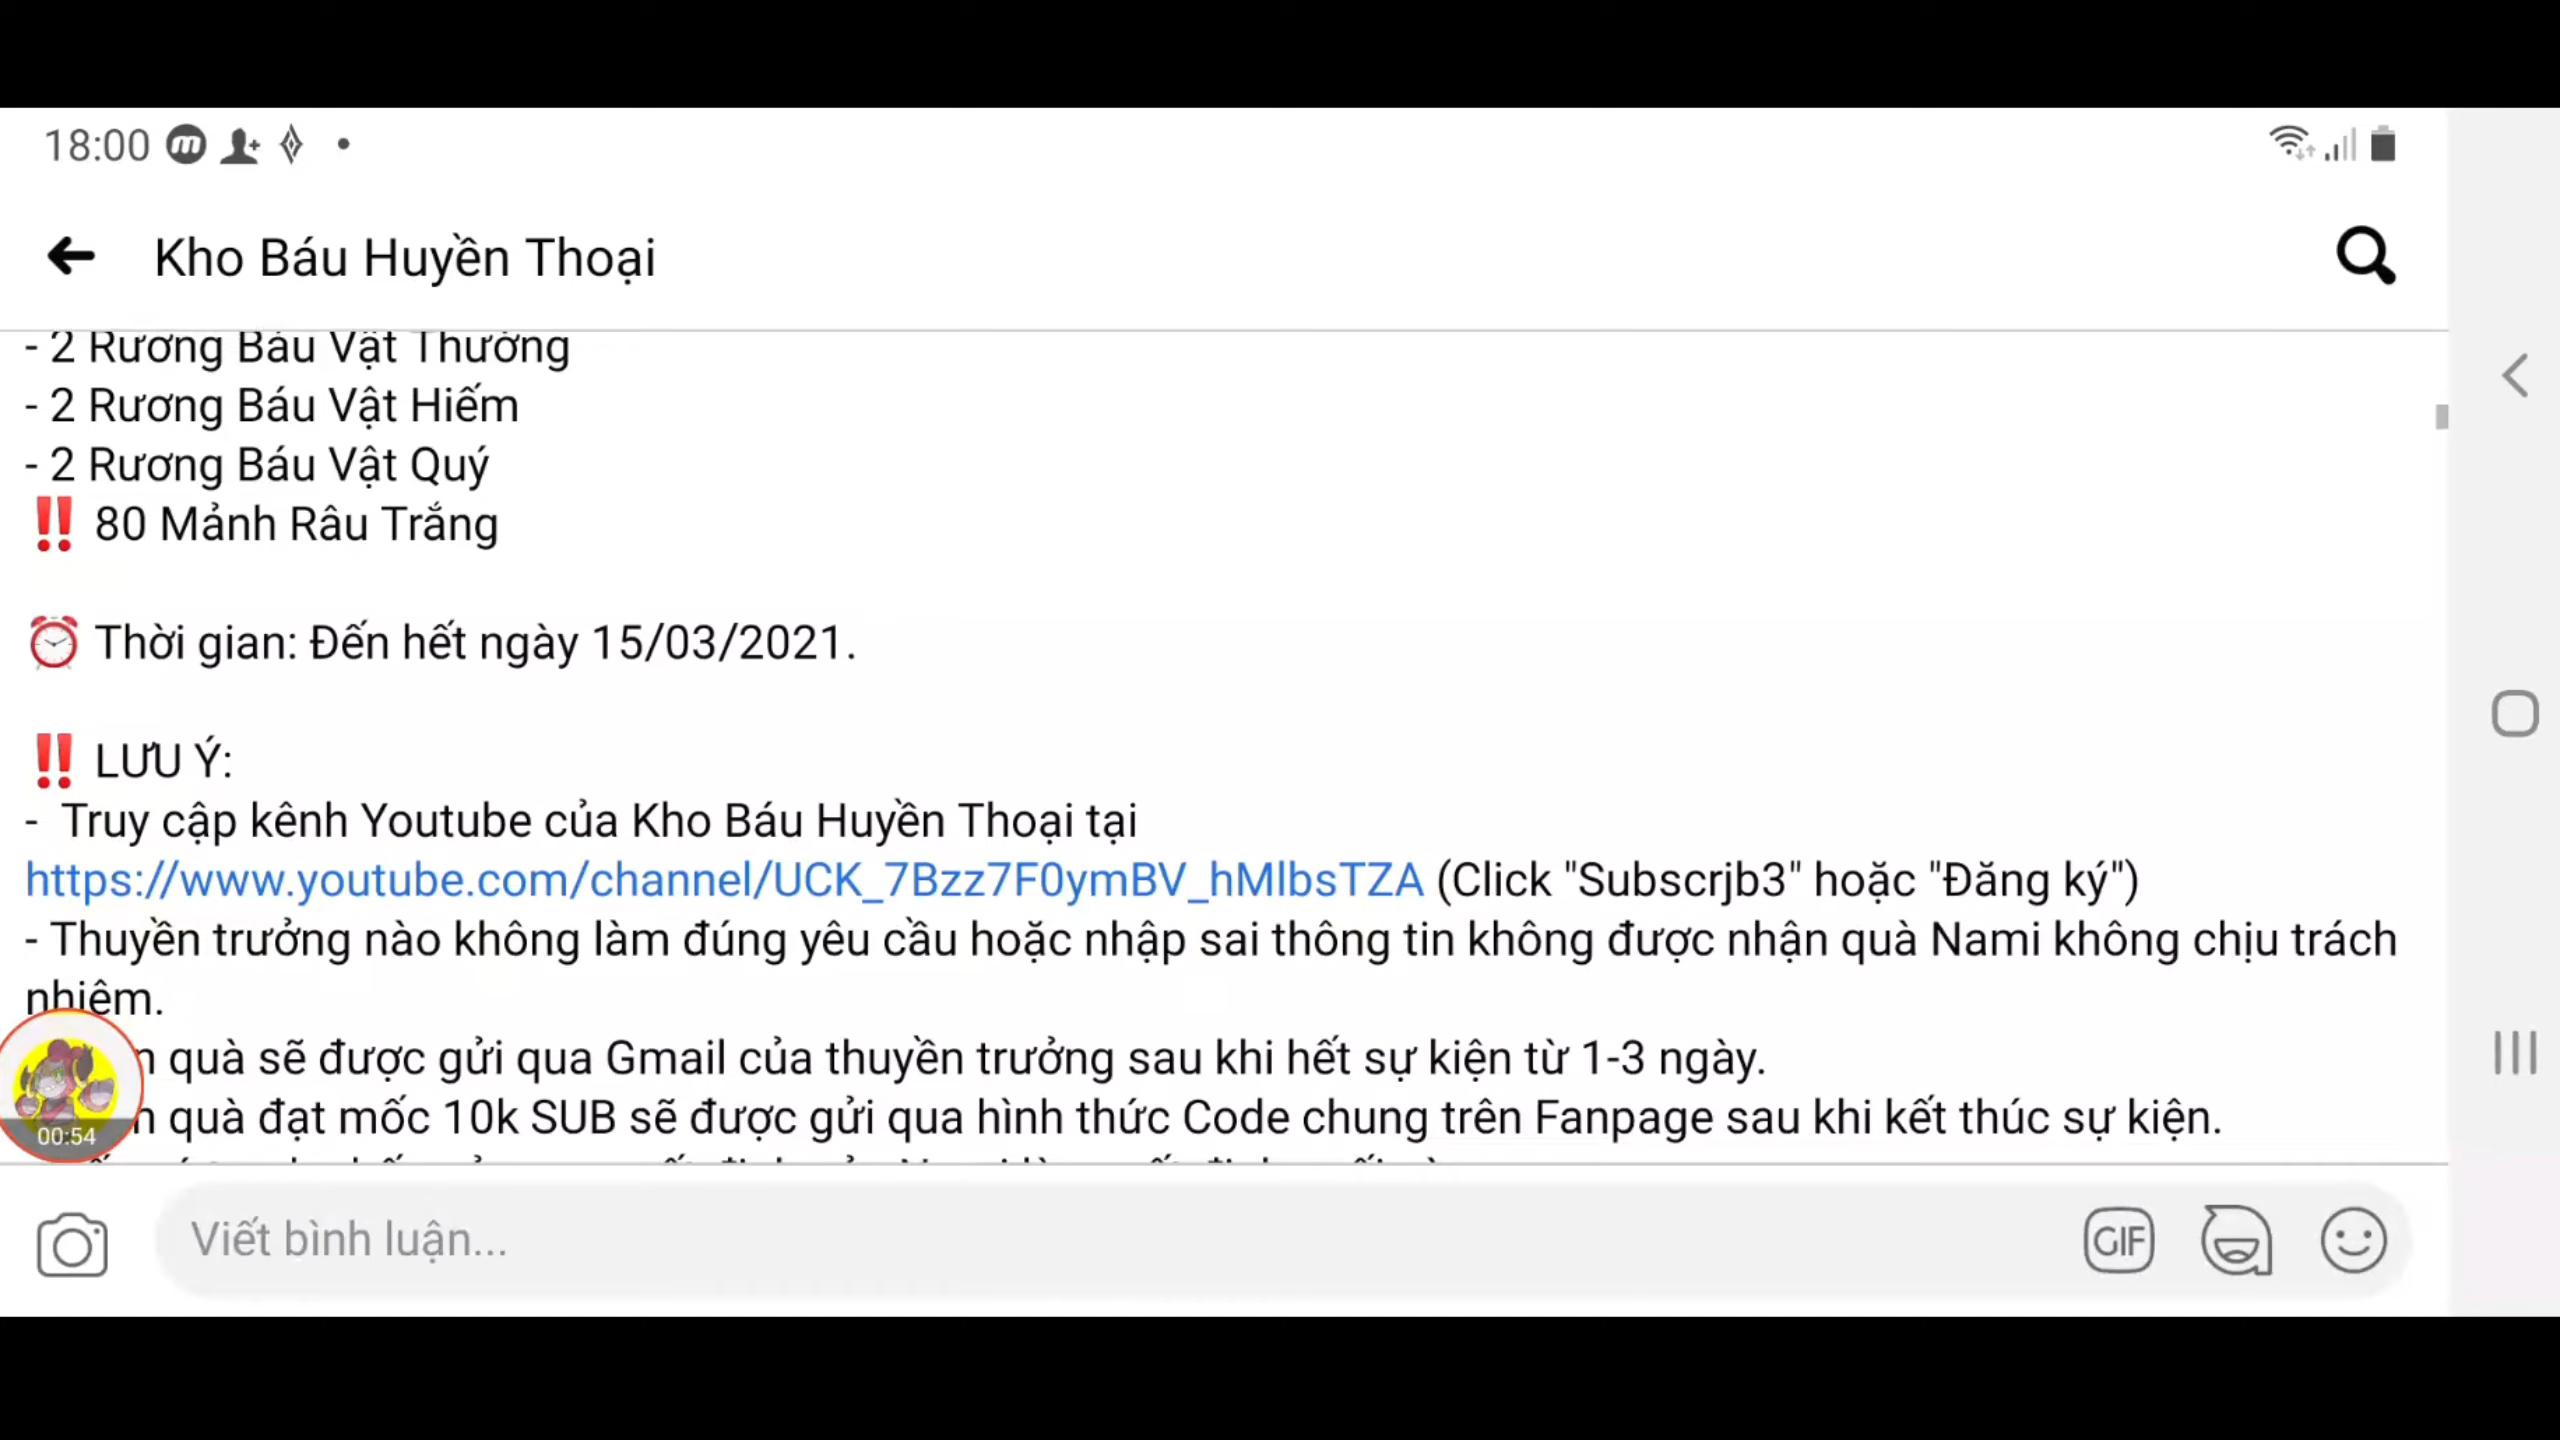 18:00
Kho Báu Huyền Thoại
- 2 Rương Báu Vật Thường
- 2 Rương Báu Vật Hiếm
- 2 Rương Báu Vật Quý
‼️ 80 Mảnh Râu Trắng
⏰ Thời gian: Đến hết ngày 15/03/2021.
‼️ LƯU Ý:
- Truy cập kênh Youtube của Kho Báu Huyền Thoại tại
https://www.youtube.com/channel/UCK_7Bzz7F0ymBV_hMlbsTZA (Click "Subscrjb3" hoặc "Đăng ký")
- Thuyền trưởng nào không làm đúng yêu cầu hoặc nhập sai thông tin không được nhận quà Nami không chịu trách
nhiệm.
quà sẽ được gửi qua Gmail của thuyền trưởng sau khi hết sự kiện từ 1-3 ngày.
quà đạt mốc 10k SUB sẽ được gửi qua hình thức Code chung trên Fanpage sau khi kết thúc sự kiện.
00:54
Viết bình luận...
GIF